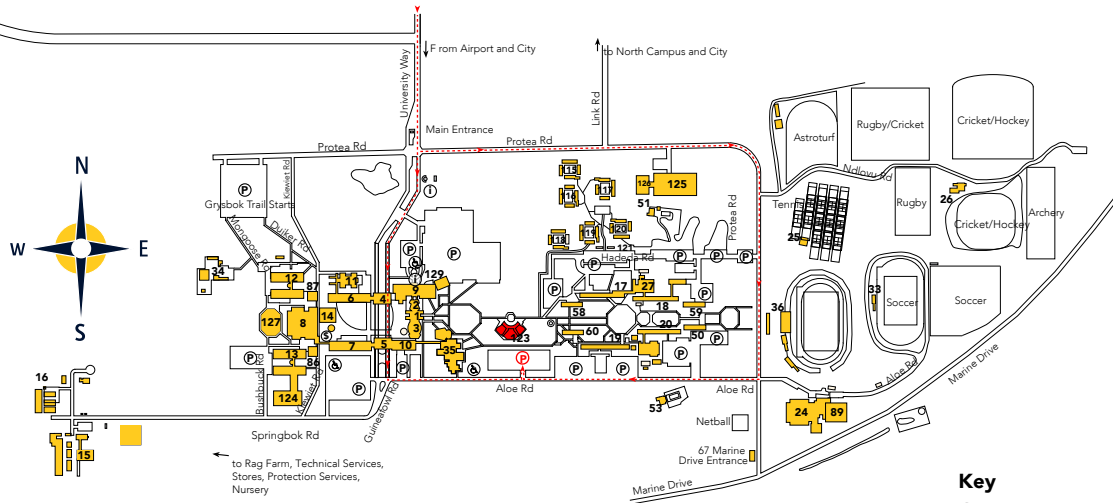 F from Airport and City
to North Campus and City
University Way
Link Rd
Main Entrance
Protea Rd
Protea Rd
Astroturf
Rugby/Cricket
Cricket/Hockey
Kiewiet Rd
P
Grysbok Trail Starts
Mongoose Rd
Duiker Rd
N
W
E
S
i
P
P
i
129
15
16
17
18
19
20
121
126
125
51
Hadeda Rd
P
P
P
P
P
Protea Rd
Ndlovu Rd
Tennis
25
Rugby
26
Cricket/Hockey
Archery
34
12
87
11
6
4
9
2
1
3
127
8
14
S
7
5
10
35
13
86
124
P
P
P
Bushbuck Rd
Kiewiet Rd
Guineafowl Rd
58
17
27
18
59
60
19
20
50
123
P
P
P
P
P
36
33
Soccer
Soccer
Aloe Rd
Aloe Rd
Aloe Rd
Marine Drive
53
Netball
24
89
67 Marine
Drive Entrance
Marine Drive
16
15
Springbok Rd
to Rag Farm, Technical Services,
Stores, Protection Services,
Nursery
Key